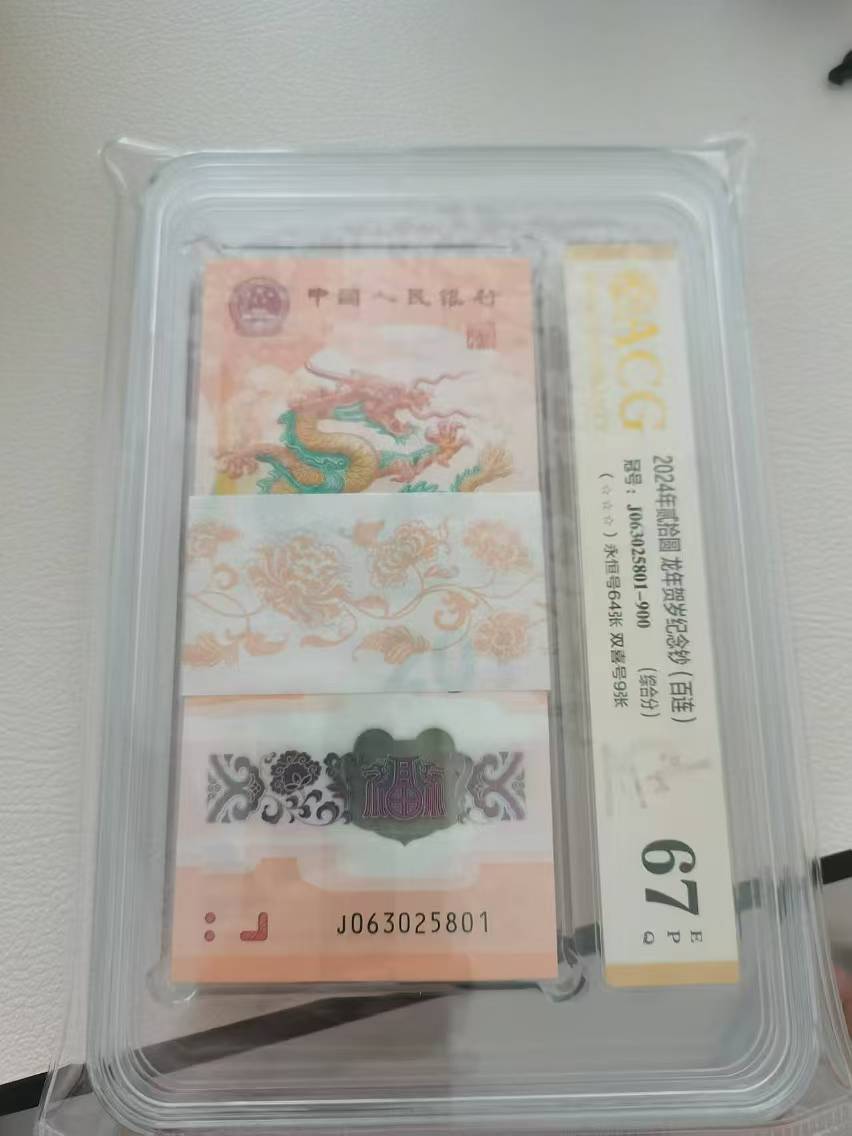 中國人民银行
J063025801
ACG
2024年贰拾圆 龙年贺岁纪念钞（百连）
冠号：J063025801-900 （综合分）
（☆☆☆）永恒号64张 双喜号9张
67
EPQ